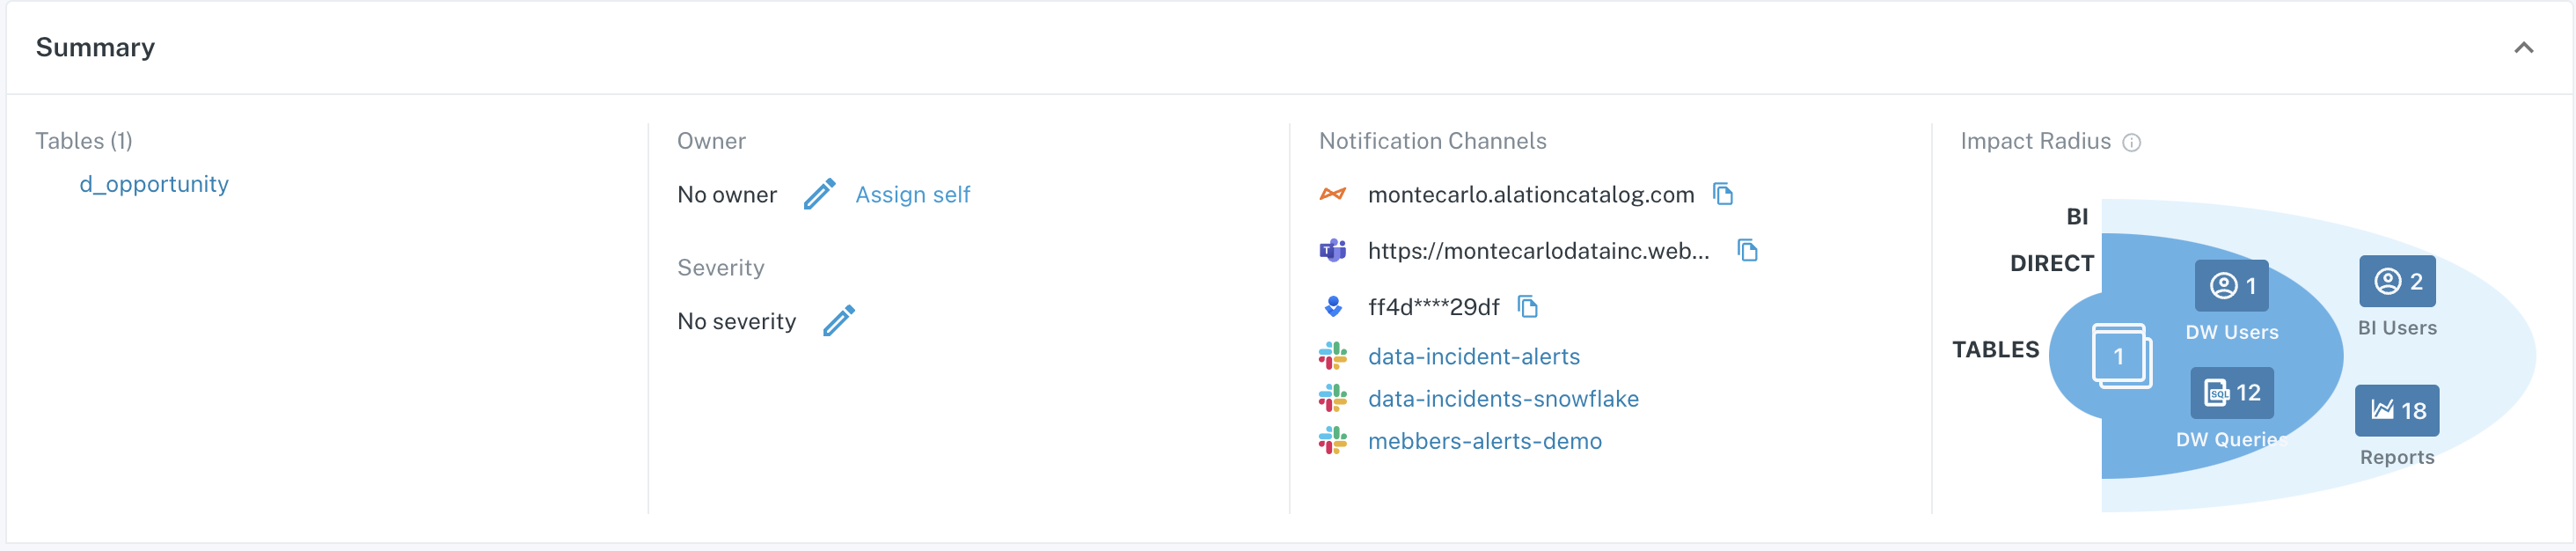 Summary
Tables (1)
d_opportunity
Owner
No owner
Assign self
Severity
No severity
Notification Channels
montecarlo.alationcatalog.com
https://montecarlodatainc.web...
ff4d****29df
data-incident-alerts
data-incidents-snowflake
mebbers-alerts-demo
Impact Radius
BI
DIRECT
TABLES
1
1
DW Users
SQL 12
DW Queries
2
BI Users
18
Reports